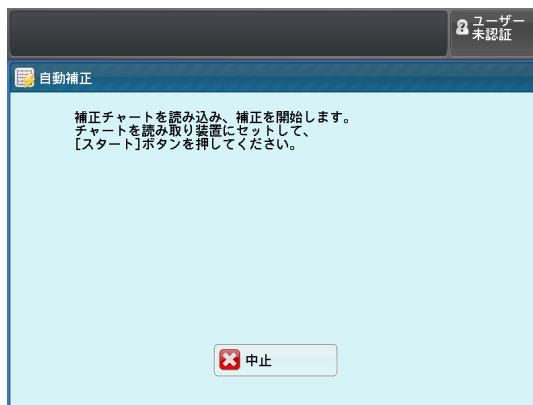 ユーザー
未認証
自動補正
補正チャートを読み込み、補正を開始します。
チャートを読み取り装置にセットして、
[スタート]ボタンを押してください。
中止